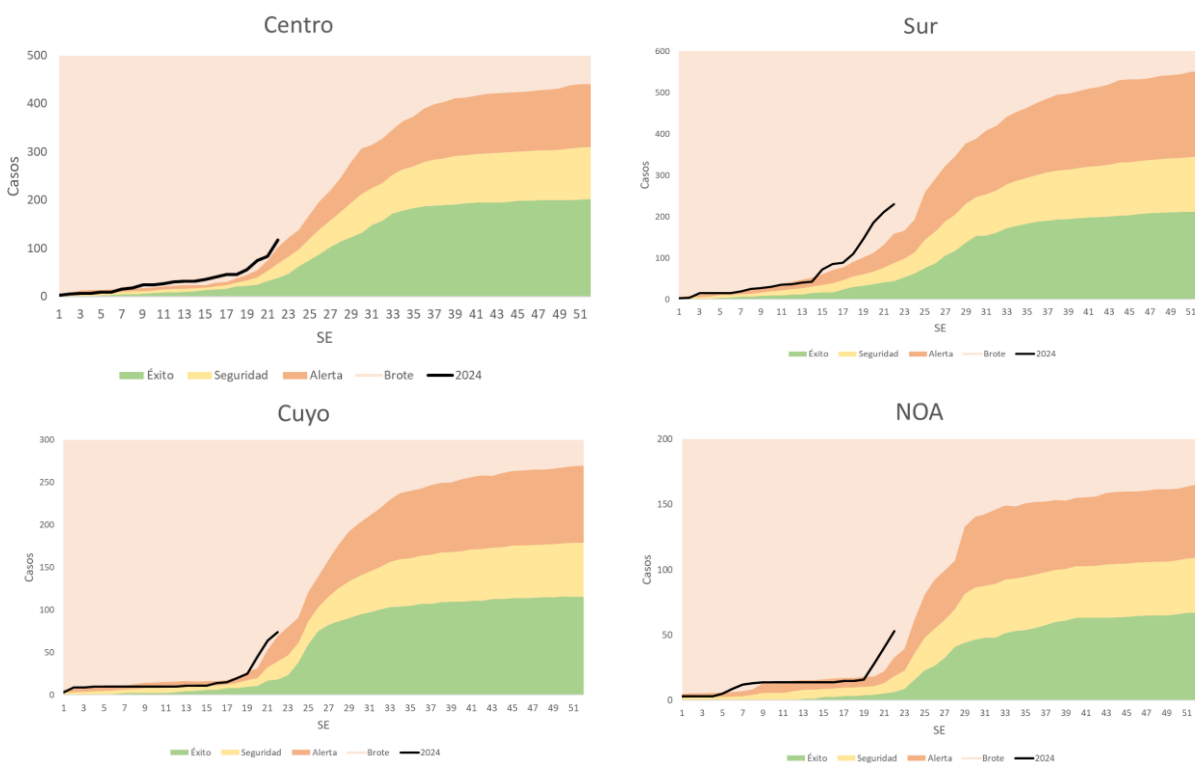 Centro
Casos
500
400
300
200
100
0
1 3 5 7 9 11 13 15 17 19 21 23 25 27 29 31 33 35 37 39 41 43 45 47 49 51
SE
Éxito Seguridad Alerta Brote 2024
Sur
Casos
600
500
400
300
200
100
0
1 3 5 7 9 11 13 15 17 19 21 23 25 27 29 31 33 35 37 39 41 43 45 47 49 51
SE
Éxito Seguridad Alerta Brote 2024
Cuyo
Casos
300
250
200
150
100
50
0
1 3 5 7 9 11 13 15 17 19 21 23 25 27 29 31 33 35 37 39 41 43 45 47 49 51
SE
Éxito Seguridad Alerta Brote 2024
NOA
Casos
200
150
100
50
0
1 3 5 7 9 11 13 15 17 19 21 23 25 27 29 31 33 35 37 39 41 43 45 47 49 51
SE
Éxito Seguridad Alerta Brote 2024